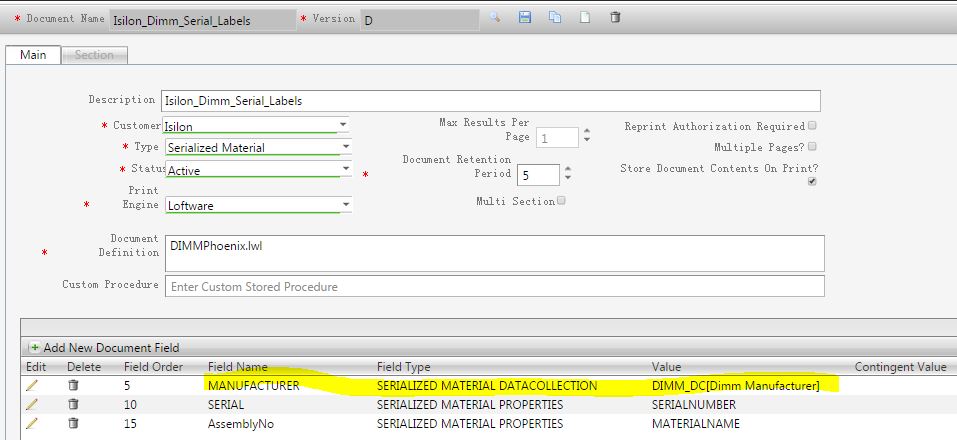 * Document Name Isilon_Dimm_Serial_Labels * Version D
Main Section
Description Isilon_Dimm_Serial_Labels
* Customer Isilon
* Type Serialized Material
* Status Active
* Print Engine Loftware
Max Results Per Page 1
* Document Retention Period 5
Multi Section
Reprint Authorization Required
Multiple Pages?
Store Document Contents On Print?
* Document Definition DIMMPhoenix.lwl
Custom Procedure Enter Custom Stored Procedure
Add New Document Field
Edit Delete Field Order Field Name Field Type Value Contingent Value
5 MANUFACTURER SERIALIZED MATERIAL DATACOLLECTION DIMM_DC[Dimm Manufacturer]
10 SERIAL SERIALIZED MATERIAL PROPERTIES SERIALNUMBER
15 AssemblyNo SERIALIZED MATERIAL PROPERTIES MATERIALNAME